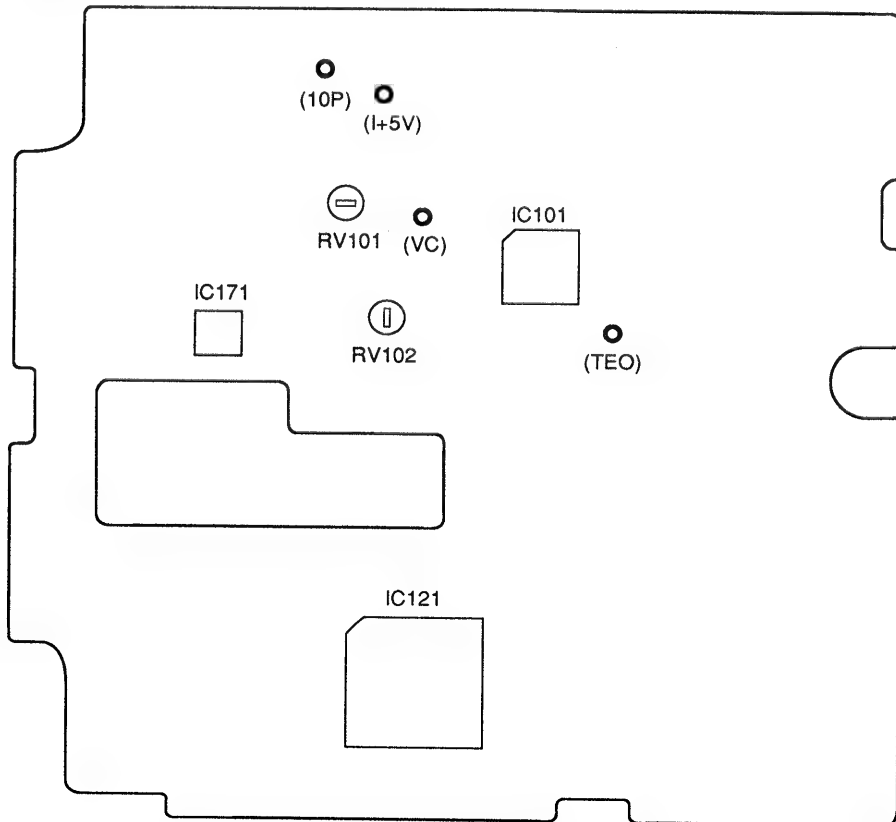 (10P)
(I+5V)
RV101
(VC)
IC101
IC171
RV102
(TEO)
IC121